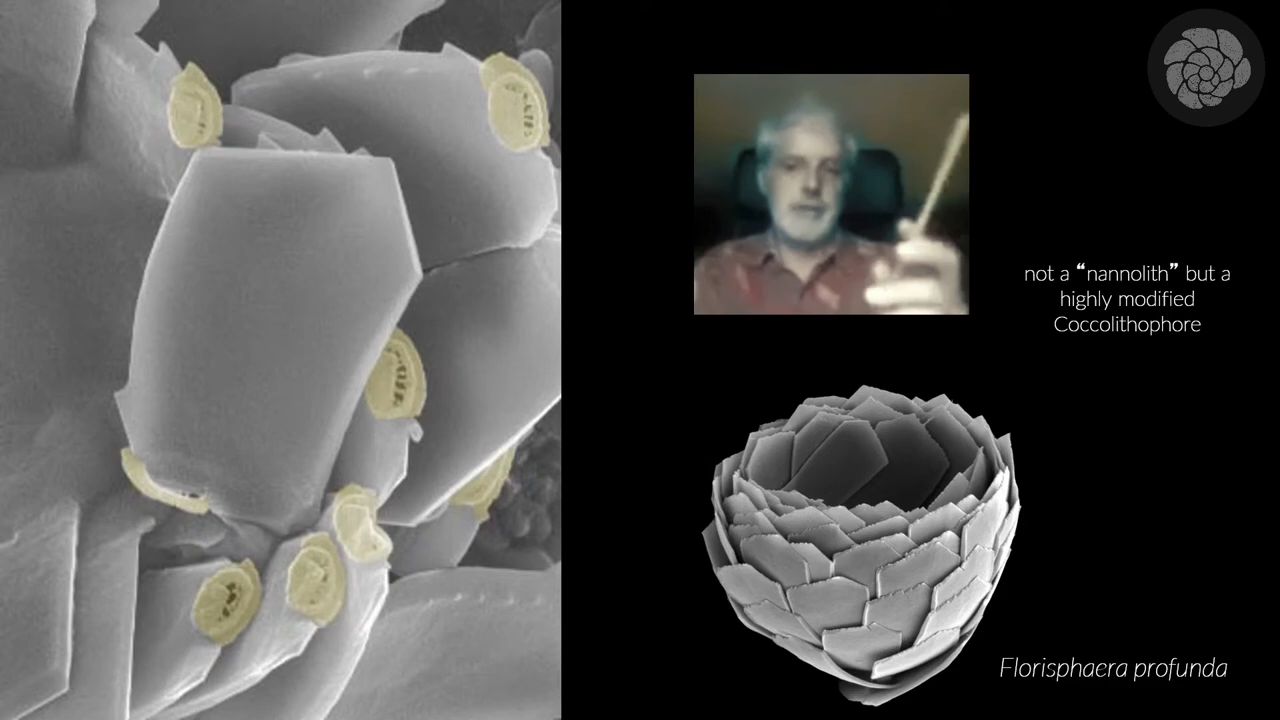 not a ❝nannolith❞ but a
highly modified
Coccolithophore
Florisphaera profunda